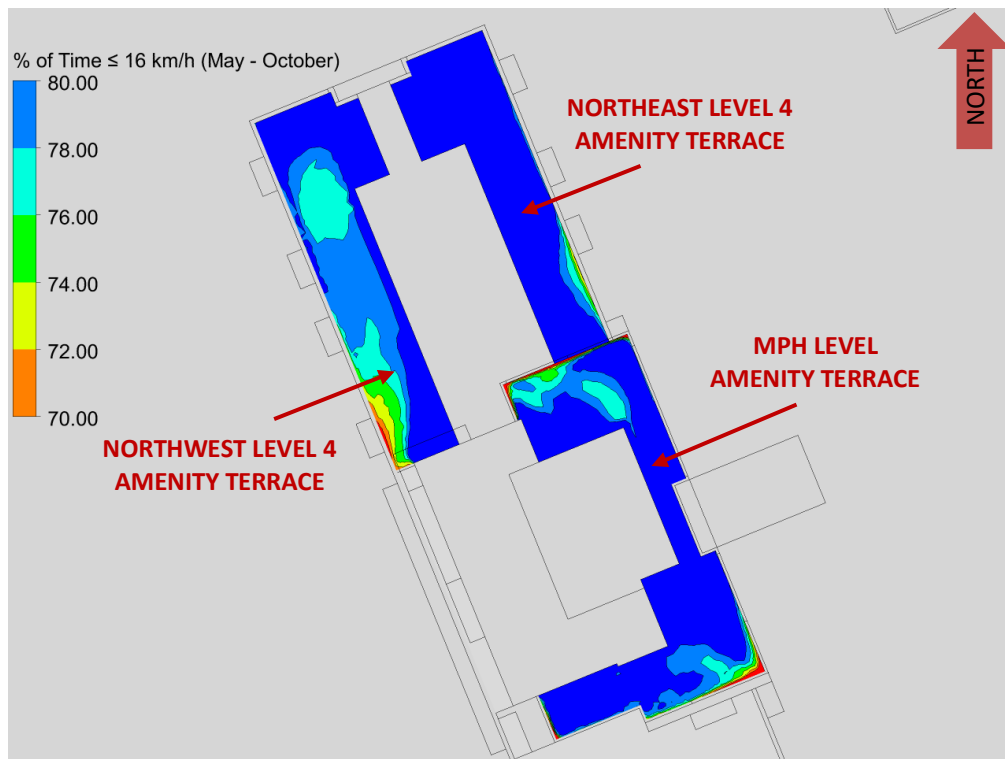 % of Time ≤ 16 km/h (May - October)
80.00
78.00
76.00
74.00
72.00
70.00
NORTH
NORTHEAST LEVEL 4
AMENITY TERRACE
MPH LEVEL
AMENITY TERRACE
NORTHWEST LEVEL 4
AMENITY TERRACE